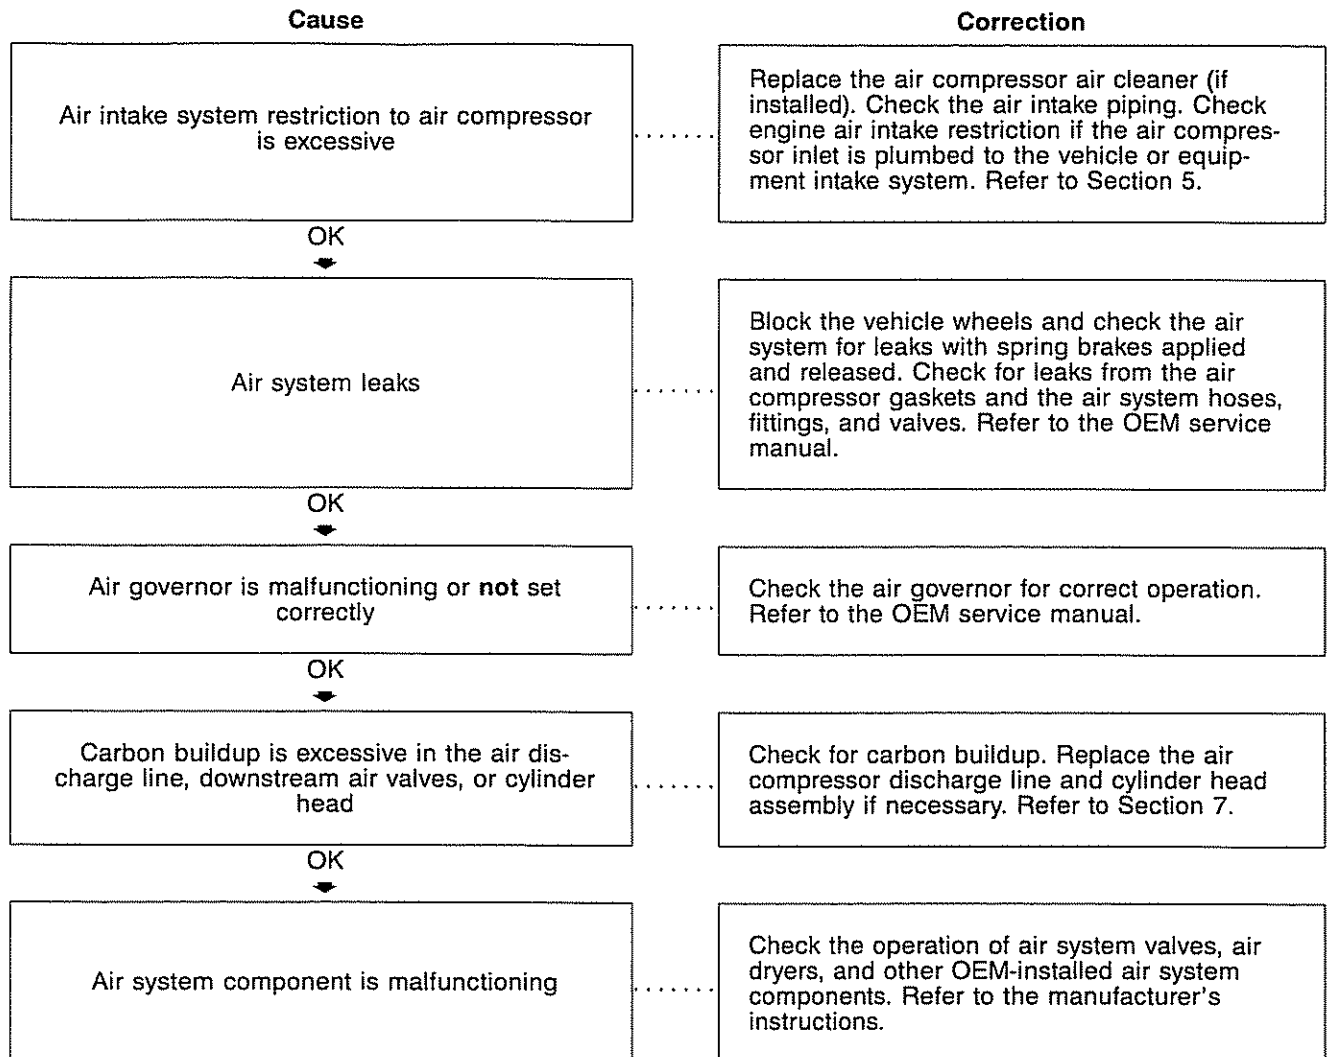 Cause
Correction
Air intake system restriction to air compressor
is excessive
Replace the air compressor air cleaner (if
installed). Check the air intake piping. Check
engine air intake restriction if the air compres-
sor inlet is plumbed to the vehicle or equip-
ment intake system. Refer to Section 5.
OK
Air system leaks
Block the vehicle wheels and check the air
system for leaks with spring brakes applied
and released. Check for leaks from the air
compressor gaskets and the air system hoses,
fittings, and valves. Refer to the OEM service
manual.
OK
Air governor is malfunctioning or not set
correctly
Check the air governor for correct operation.
Refer to the OEM service manual.
OK
Carbon buildup is excessive in the air dis-
charge line, downstream air valves, or cylinder
head
Check for carbon buildup. Replace the air
compressor discharge line and cylinder head
assembly if necessary. Refer to Section 7.
OK
Air system component is malfunctioning
Check the operation of air system valves, air
dryers, and other OEM-installed air system
components. Refer to the manufacturer's
instructions.